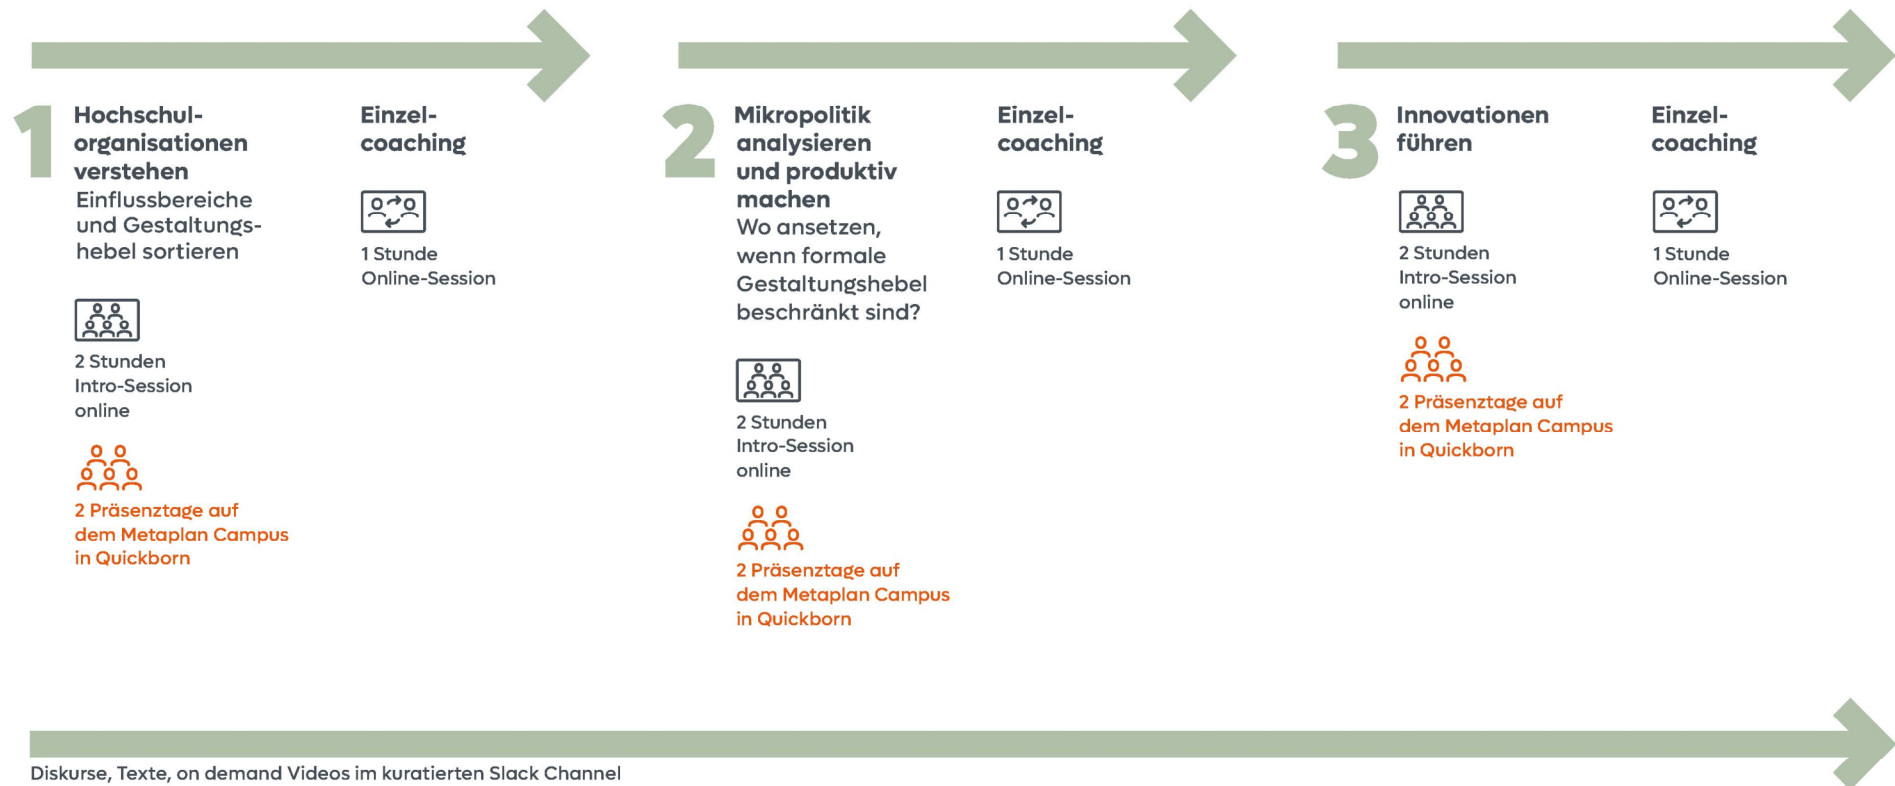 1
Hochschul-
organisationen
verstehen
Einflussbereiche
und Gestaltungs-
hebel sortieren
2 Stunden
Intro-Session
online
2 Präsenztage auf
dem Metaplan Campus
in Quickborn
Einzel-
coaching
1 Stunde
Online-Session
2
Mikropolitik
analysieren
und produktiv
machen
Wo ansetzen,
wenn formale
Gestaltungshebel
beschränkt sind?
2 Stunden
Intro-Session
online
2 Präsenztage auf
dem Metaplan Campus
in Quickborn
Einzel-
coaching
1 Stunde
Online-Session
3
Innovationen
führen
2 Stunden
Intro-Session
online
2 Präsenztage auf
dem Metaplan Campus
in Quickborn
Einzel-
coaching
1 Stunde
Online-Session
Diskurse, Texte, on demand Videos im kuratierten Slack Channel